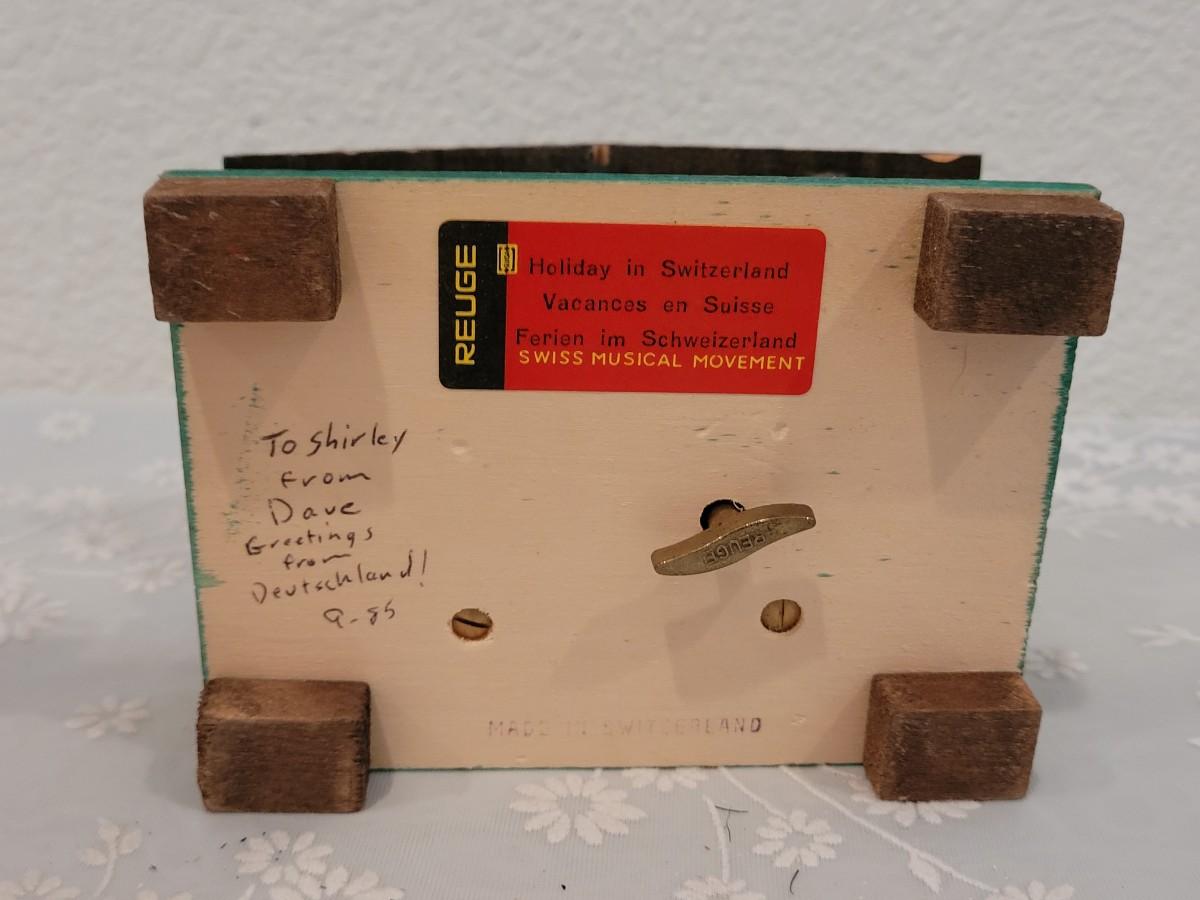 REUGE
Holiday in Switzerland
Vacances en Suisse
Ferien im Schweizerland
SWISS MUSICAL MOVEMENT
To Shirley
From
Dave
Greetings
from
Deutschland!
9-85
REUGE
MADE IN SWITZERLAND